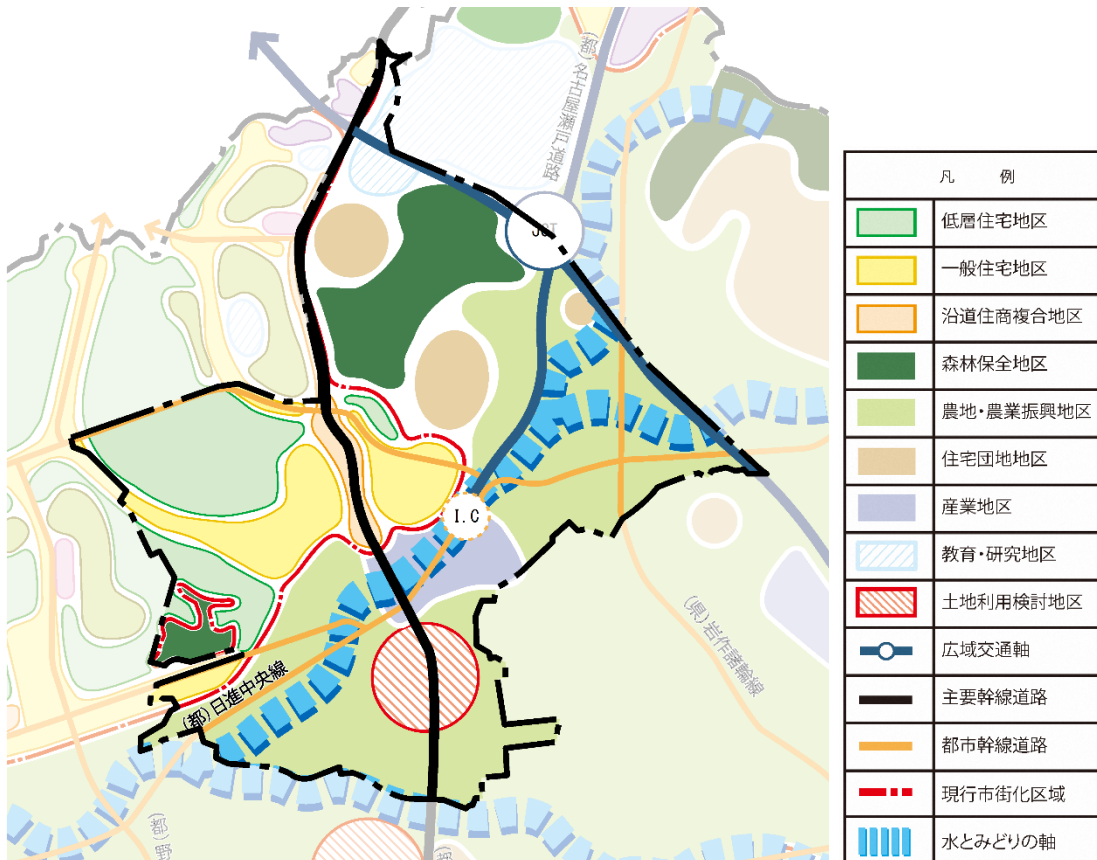 (都)名古屋瀬戸道路
JCT
I.C
(都)日進中央線
(県)岩作諸輪線
(都)野
凡 例
低層住宅地区
一般住宅地区
沿道住商複合地区
森林保全地区
農地・農業振興地区
住宅団地地区
産業地区
教育・研究地区
土地利用検討地区
広域交通軸
主要幹線道路
都市幹線道路
現行市街化区域
水とみどりの軸